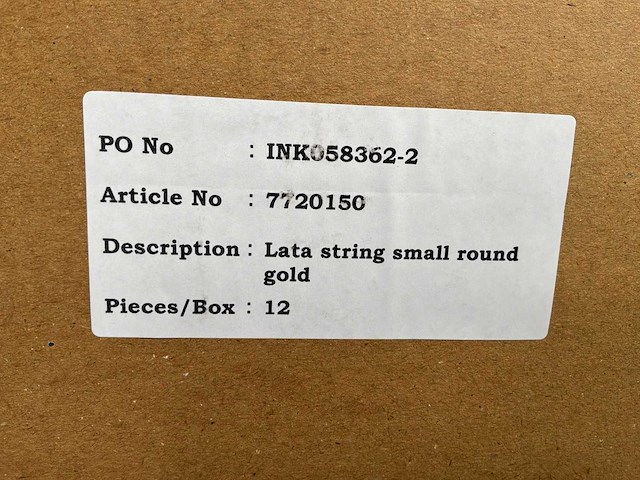 PO No : INK058362-2
Article No : 7720150
Description : Lata string small round
gold
Pieces/Box : 12